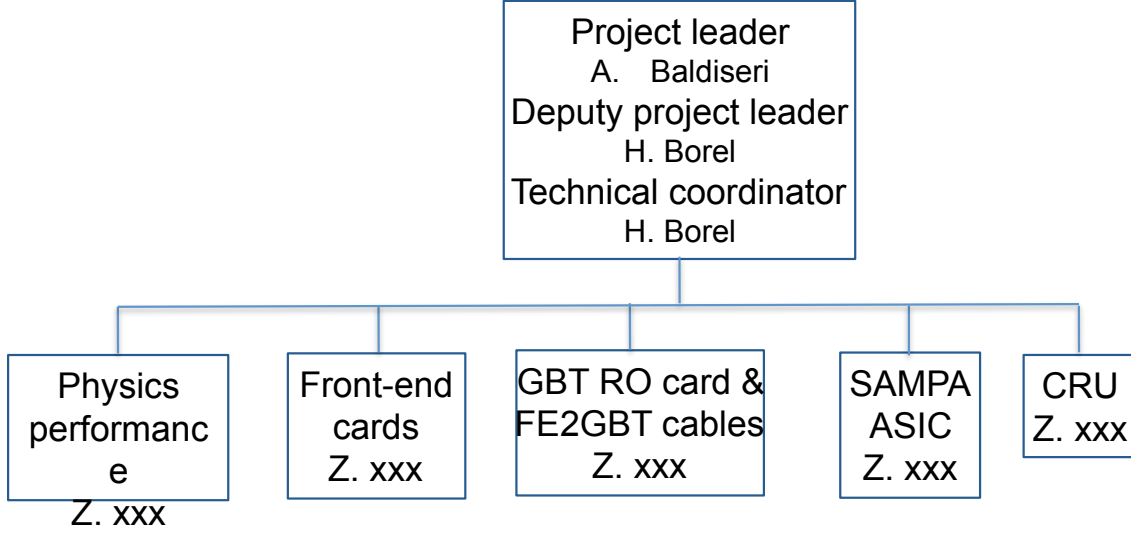 Project leader
A. Baldiseri
Deputy project leader
H. Borel
Technical coordinator
H. Borel
Physics
performanc
e
Z. xxx
Front-end
cards
Z. xxx
GBT RO card &
FE2GBT cables
Z. xxx
SAMPA
ASIC
Z. xxx
CRU
Z. xxx